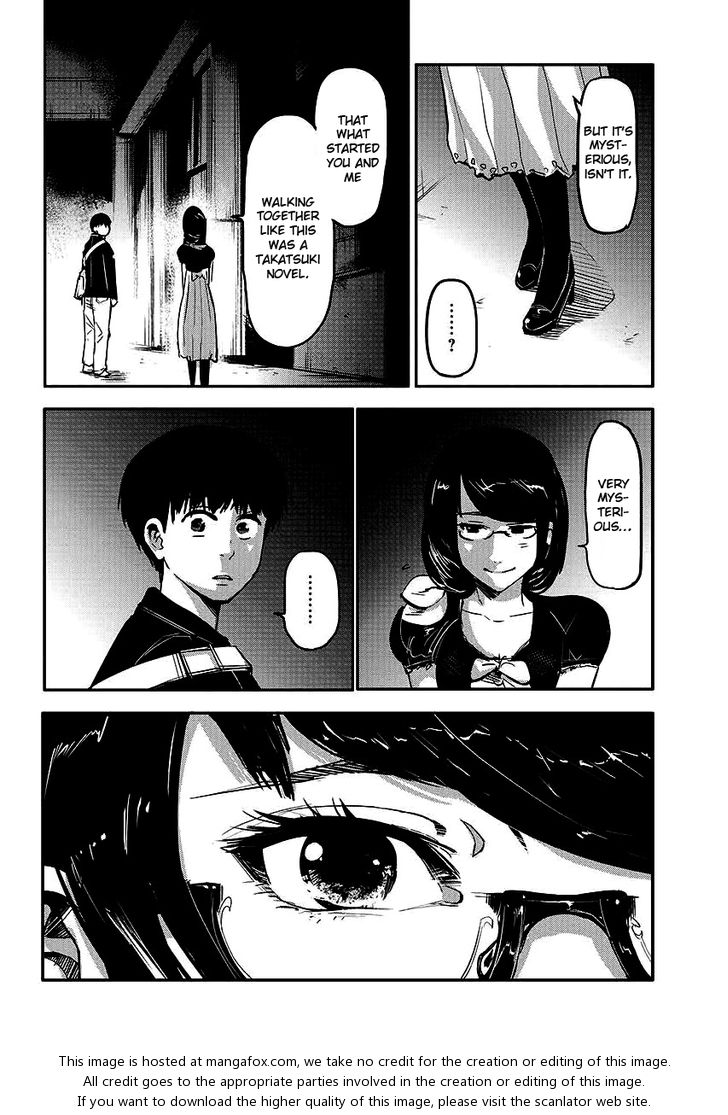 BUT IT'S
MYST-
ERIOUS,
ISN'T IT.
.......
?
THAT
WHAT
STARTED
YOU AND
ME
WALKING
TOGETHER
LIKE THIS
WAS A
TAKATSUKI
NOVEL.
VERY
MYS-
TERI-
OUS...
........
This image is hosted at mangafox.com, we take no credit for the creation or editing of this image.
All credit goes to the appropriate parties involved in the creation or editing of this image.
If you want to download the higher quality of this image, please visit the scanlator web site.